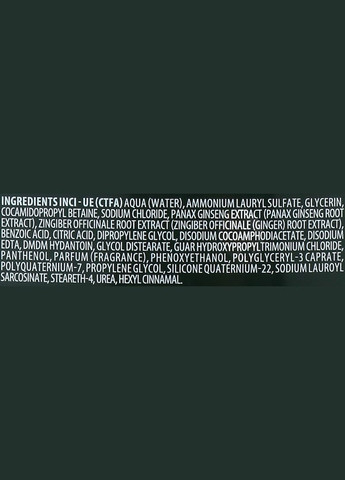 INGREDIENTS INCI - UE (CTFA) AQUA (WATER), AMMONIUM LAURYL SULFATE, GLYCERIN,
COCAMIDOPROPYL BETAINE, SODIUM CHLORIDE, PANAX GINSENG EXTRACT (PANAX GINSENG ROOT
EXTRACT), ZINGIBER OFFICINALE ROOT EXTRACT (ZINGIBER OFFICINALE (GINGER) ROOT EXTRACT),
BENZOIC ACID, CITRIC ACID, DIPROPYLENE GLYCOL, DISODIUM COCOAMPHODIACETATE, DISODIUM
EDTA, DMDM HYDANTOIN, GLYCOL DISTEARATE, GUAR HYDROXYPROPYLTRIMONIUM CHLORIDE,
PANTHENOL, PARFUM (FRAGRANCE), PHENOXYETHANOL, POLYGLYCERYL-3 CAPRATE,
POLYQUATERNIUM-7, PROPYLENE GLYCOL, SILICONE QUATERNIUM-22, SODIUM LAUROYL
SARCOSINATE, STEARETH-4, UREA, HEXYL CINNAMAL.